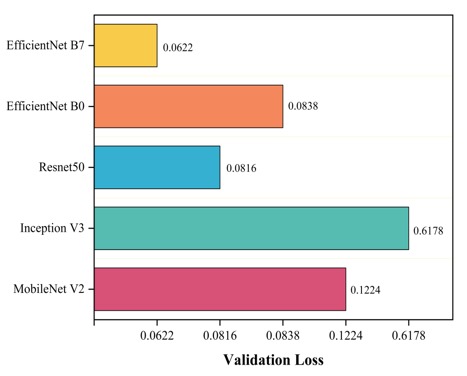 EfficientNet B7
0.0622
EfficientNet B0
0.0838
Resnet50
0.0816
Inception V3
0.6178
MobileNet V2
0.1224
0.0622 0.0816 0.0838 0.1224 0.6178
Validation Loss